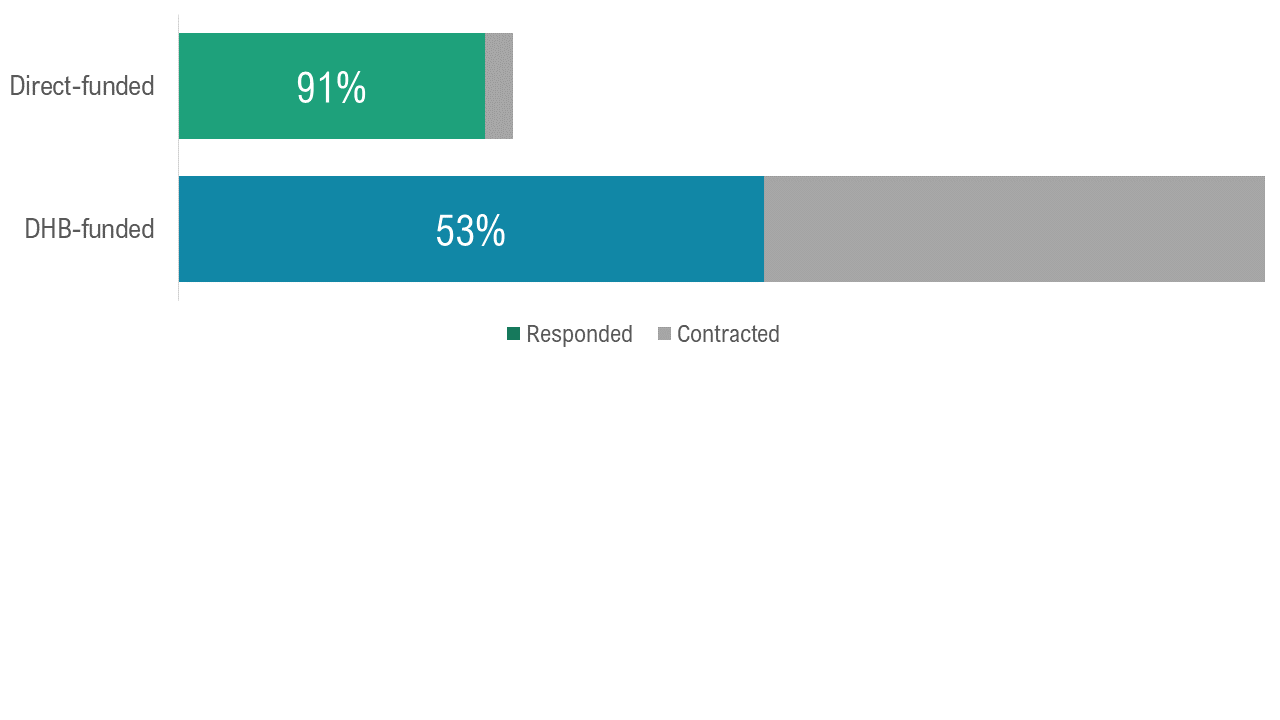 Direct-funded
91%
DHB-funded
53%
Responded Contracted